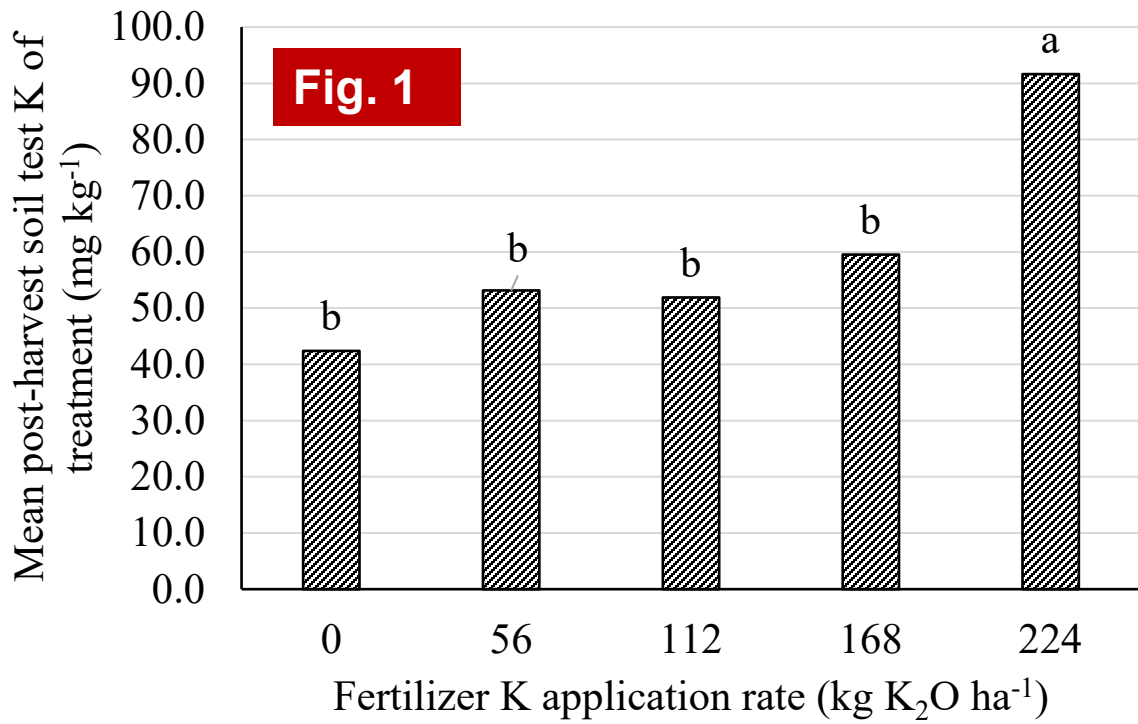 Fig. 1
Mean post-harvest soil test K of
treatment (mg kg⁻¹)
100.0
90.0
80.0
70.0
60.0
50.0
40.0
30.0
20.0
10.0
0.0
b
b
b
b
a
0 56 112 168 224
Fertilizer K application rate (kg K₂O ha⁻¹)